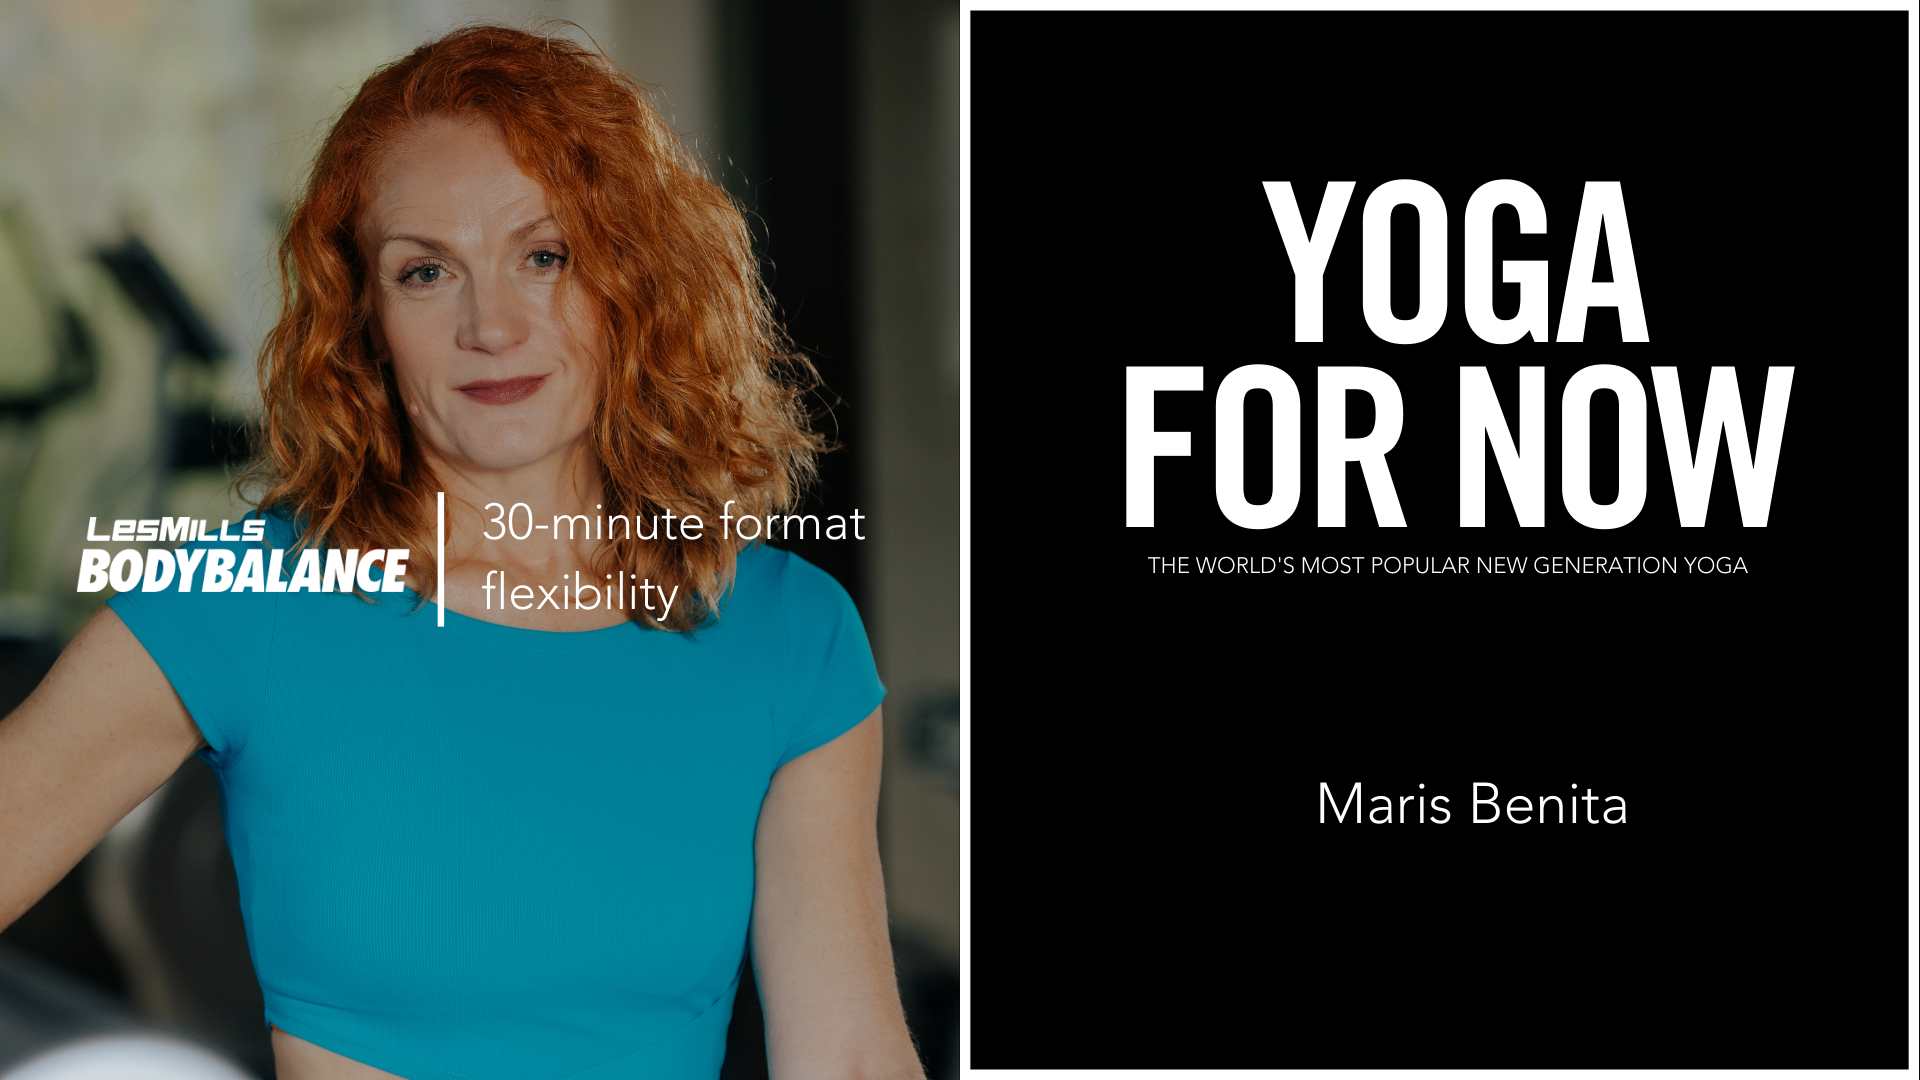 LESMILLS
BODYBALANCE
30-minute format
flexibility
YOGA
FOR NOW
THE WORLD'S MOST POPULAR NEW GENERATION YOGA
Maris Benita